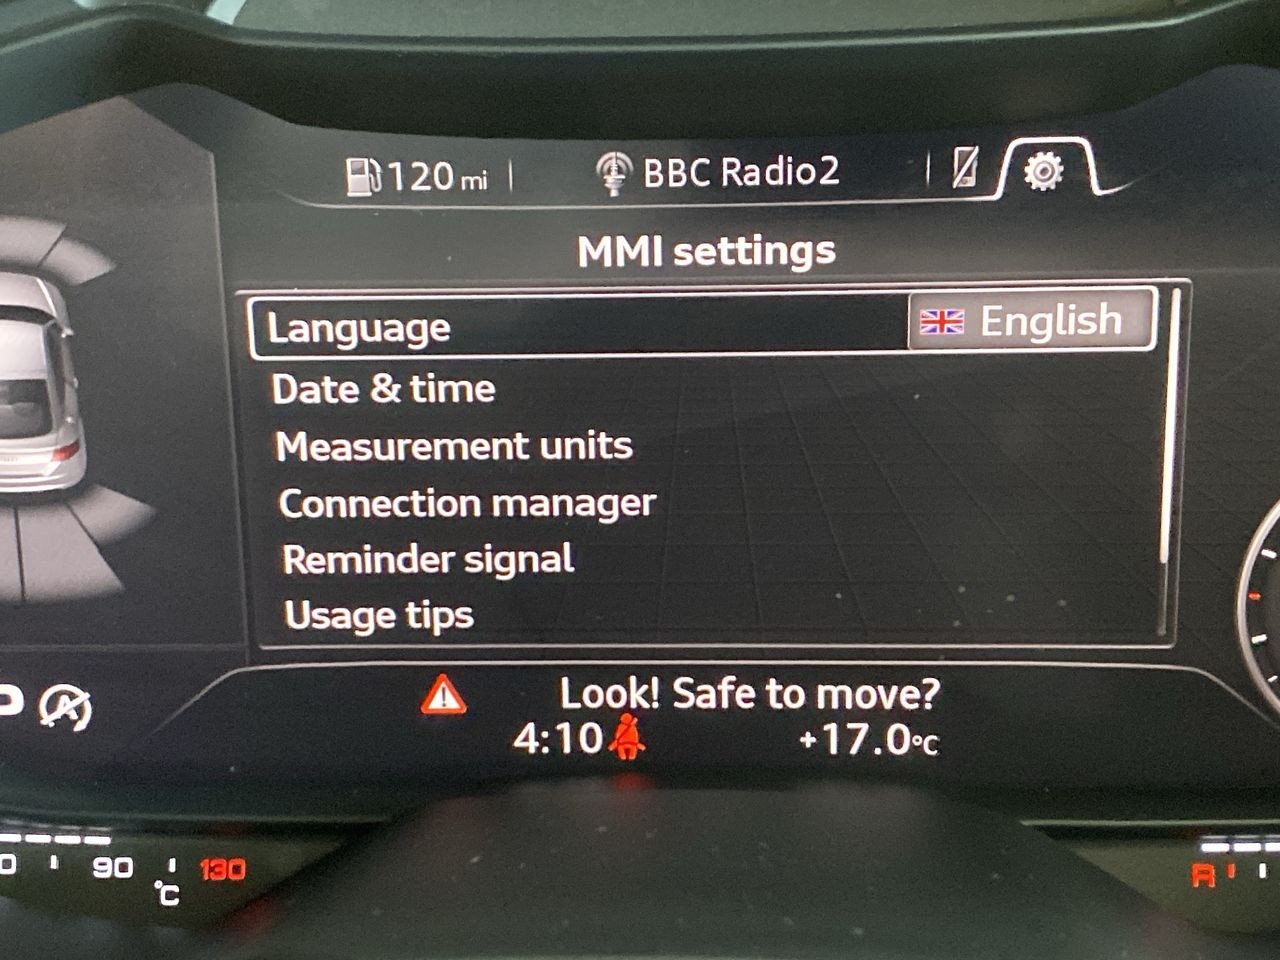 120 mi
BBC Radio2
MMI settings
Language
English
Date & time
Measurement units
Connection manager
Reminder signal
Usage tips
Look! Safe to move?
4:10
+17.0°C
90
130
°C
R